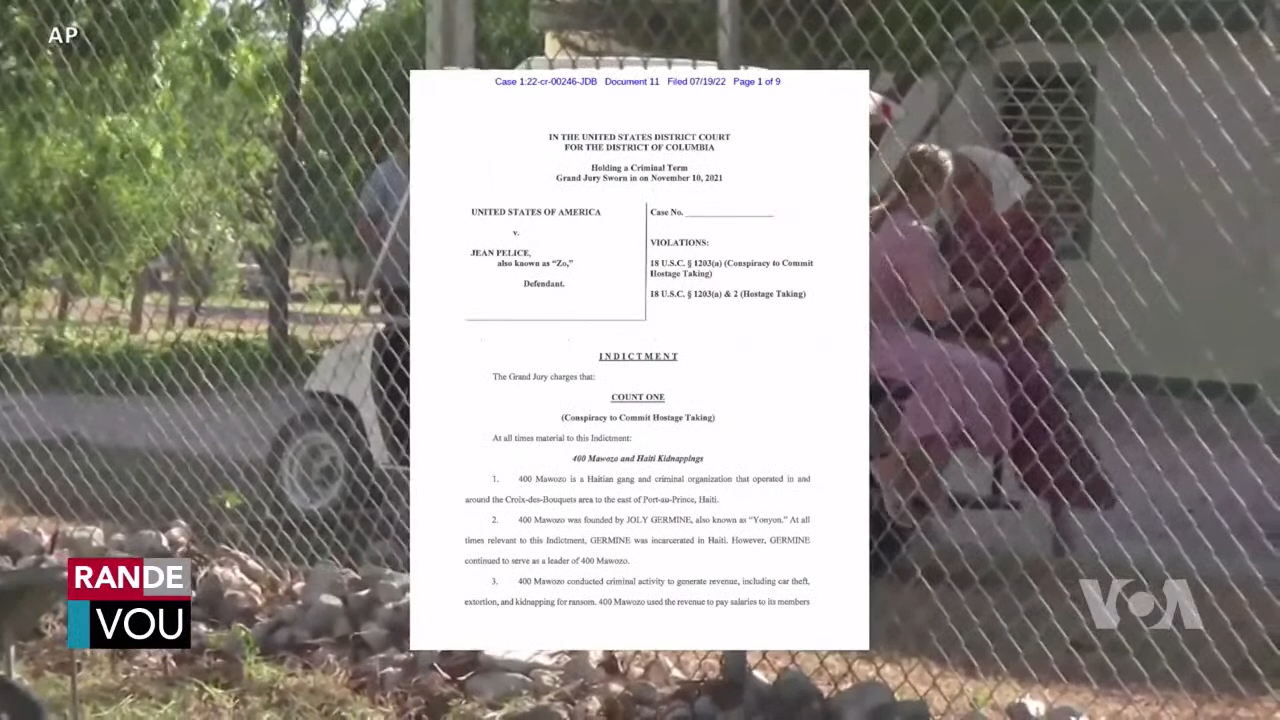 AP
Case 1:22-cr-00246-JDB Document 11 Filed 07/19/22 Page 1 of 9
IN THE UNITED STATES DISTRICT COURT
FOR THE DISTRICT OF COLUMBIA
Holding a Criminal Term
Grand Jury Sworn in on November 10, 2021
UNITED STATES OF AMERICA
v.
JEAN PELICE,
also known as “Zo,”
Defendant.
Case No.
VIOLATIONS:
18 U.S.C. § 1203(a) (Conspiracy to Commit
Hostage Taking)
18 U.S.C. § 1203(a) & 2 (Hostage Taking)
INDICTMENT
The Grand Jury charges that:
COUNT ONE
(Conspiracy to Commit Hostage Taking)
At all times material to this Indictment:
400 Mawozo and Haiti Kidnappings
1. 400 Mawozo is a Haitian gang and criminal organization that operated in and
around the Croix-des-Bouquets area to the east of Port-au-Prince, Haiti.
2. 400 Mawozo was founded by JOLY GERMINE, also known as “Yonyon.” At all
times relevant to this Indictment, GERMINE was incarcerated in Haiti. However, GERMINE
continued to serve as a leader of 400 Mawozo.
3. 400 Mawozo conducted criminal activity to generate revenue, including car theft,
extortion, and kidnapping for ransom. 400 Mawozo used the revenue to pay salaries to its members
RANDE
VOU
VOA